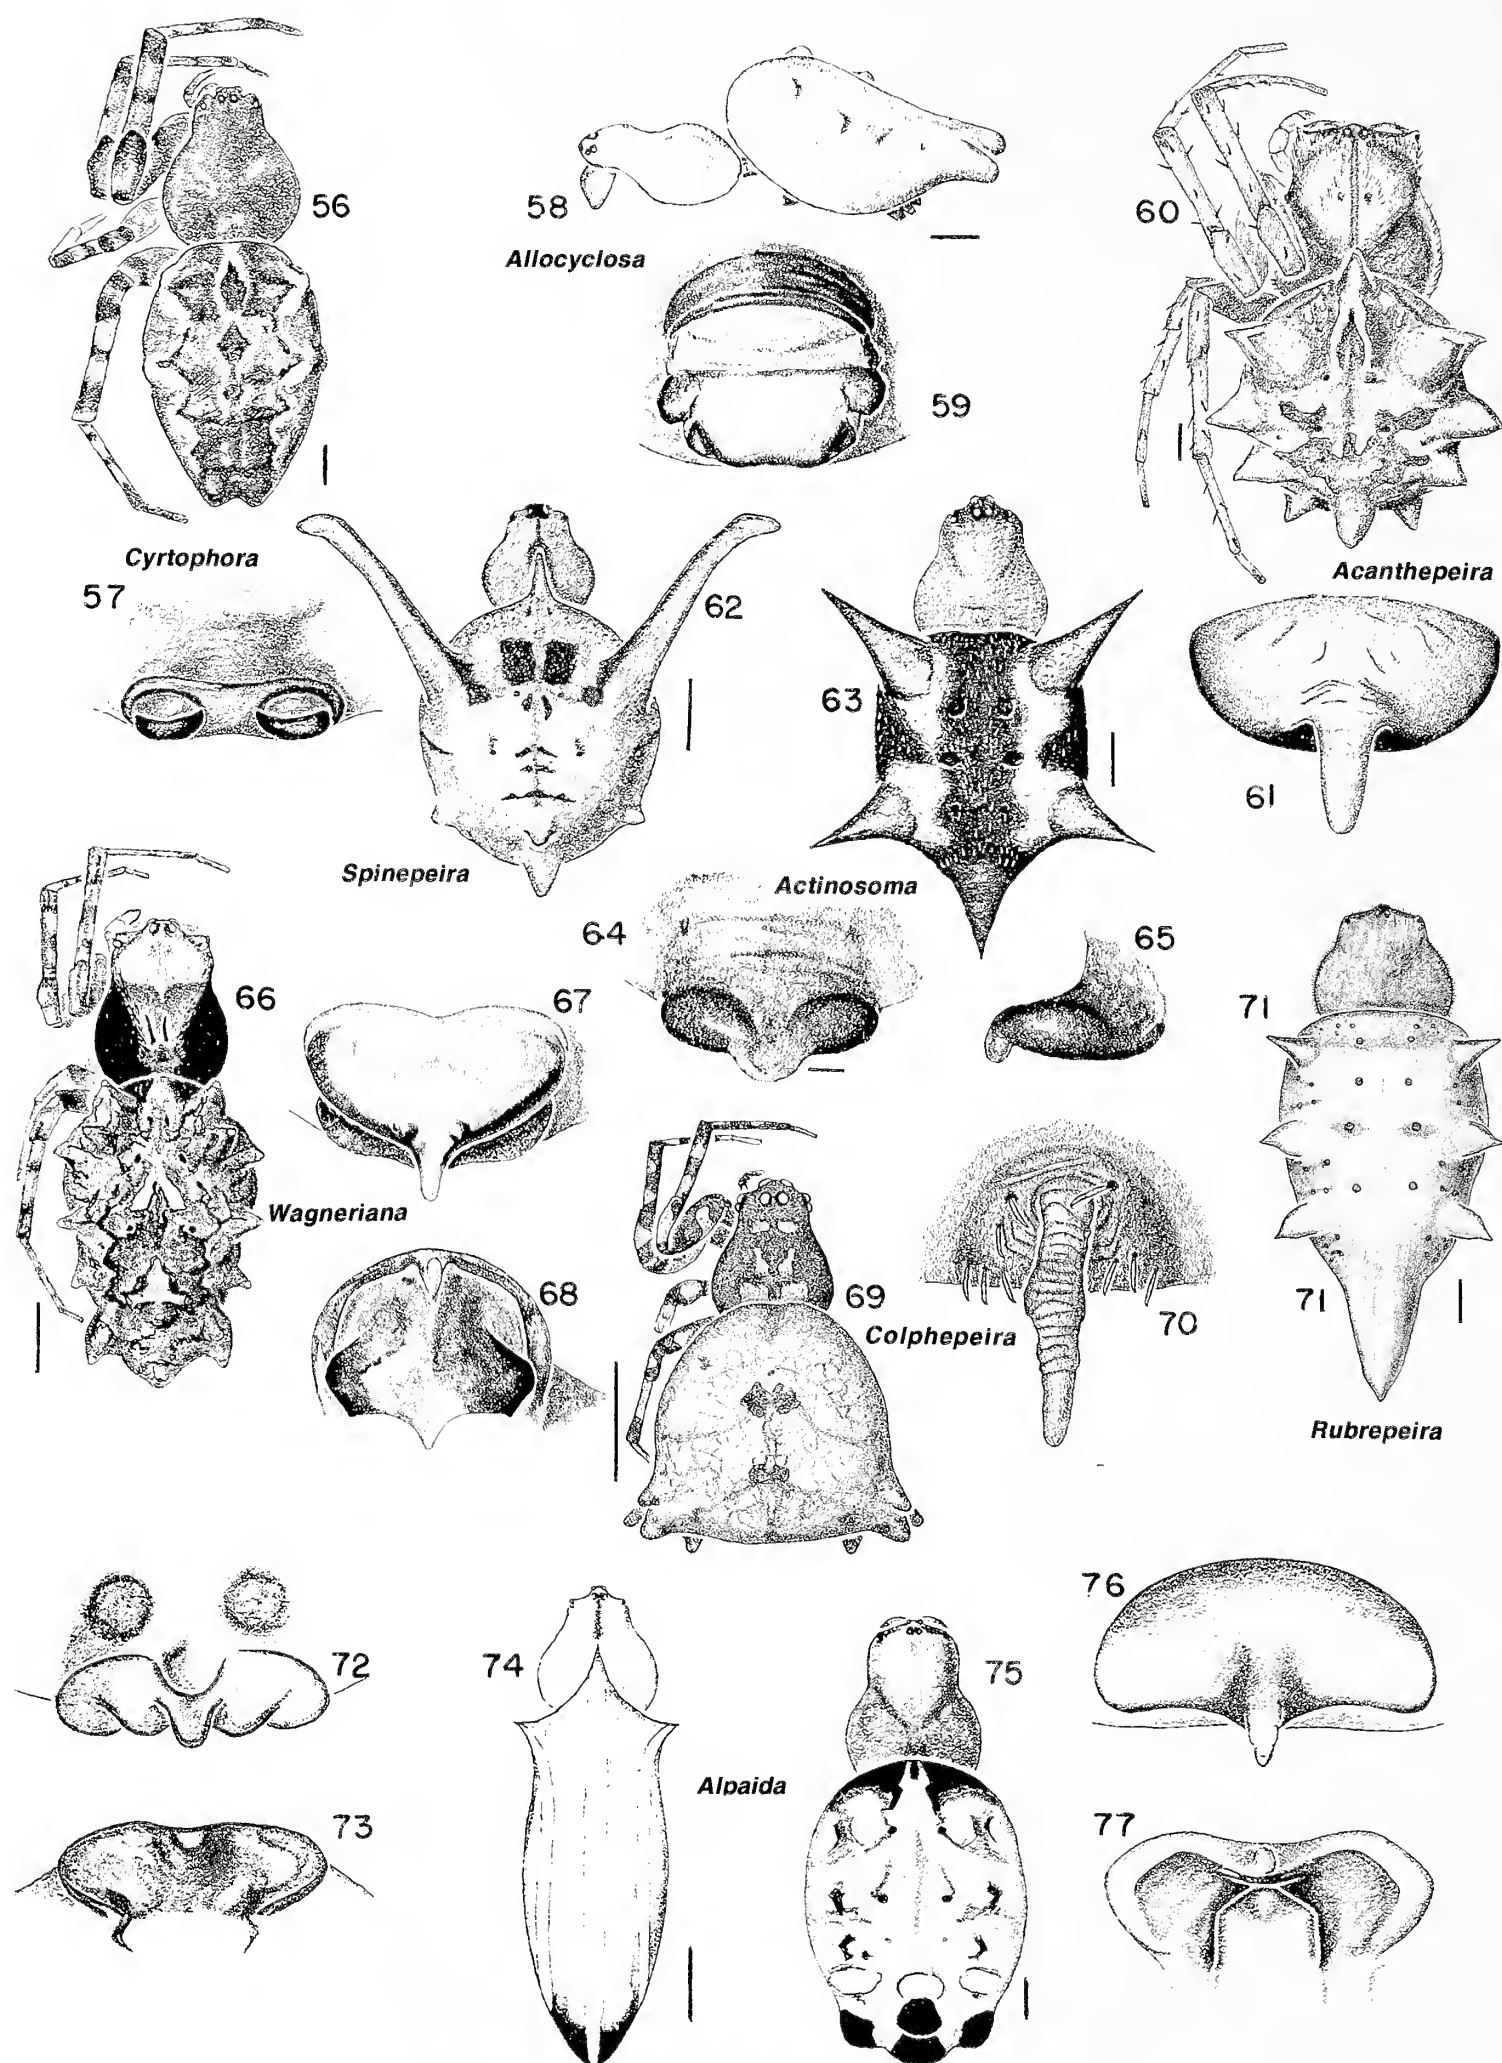 56
58
60
Allocyclosa
59
Cyrtophora
Acanthepeira
57
62
63
61
Spinepeira
Actinosoma
64
65
66
67
71
Wagneriana
68
69
Colphepeira
70
71
Rubrepeira
72
74
75
76
Alpaida
73
77